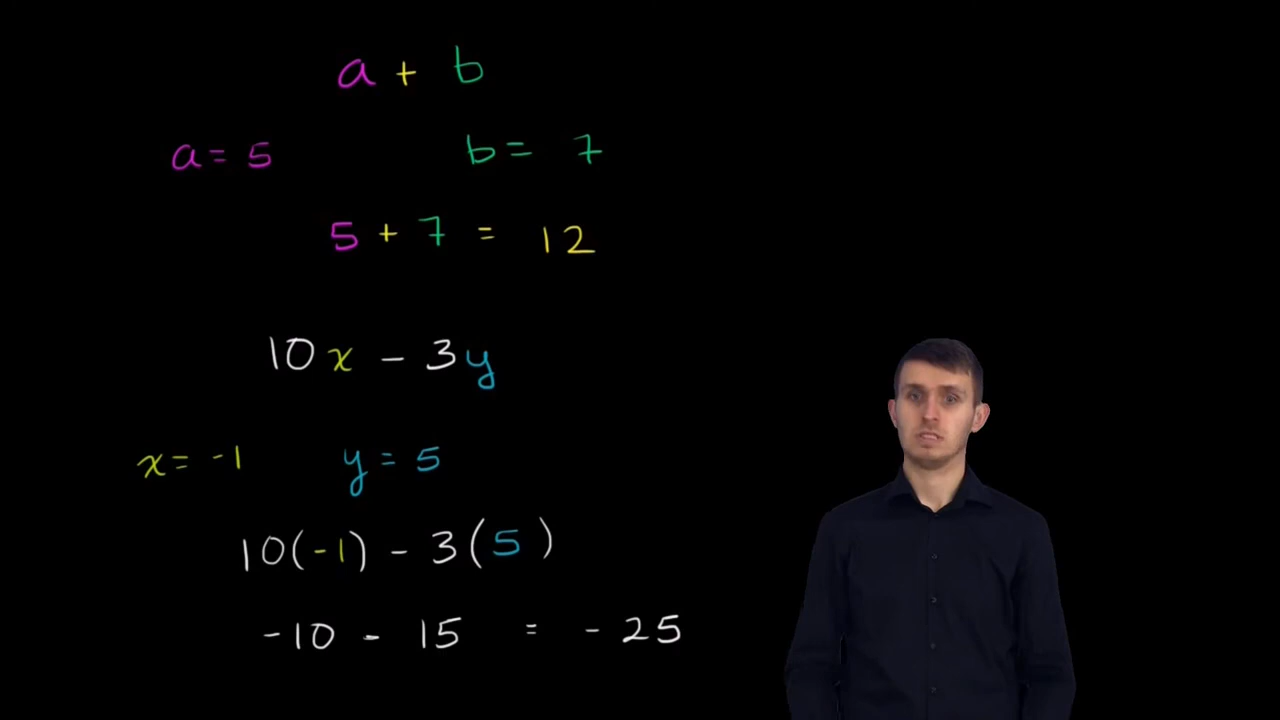 a + b
a = 5 b = 7
5 + 7 = 12
10x - 3y
x = -1 y = 5
10(-1) - 3(5)
-10 - 15 = -25